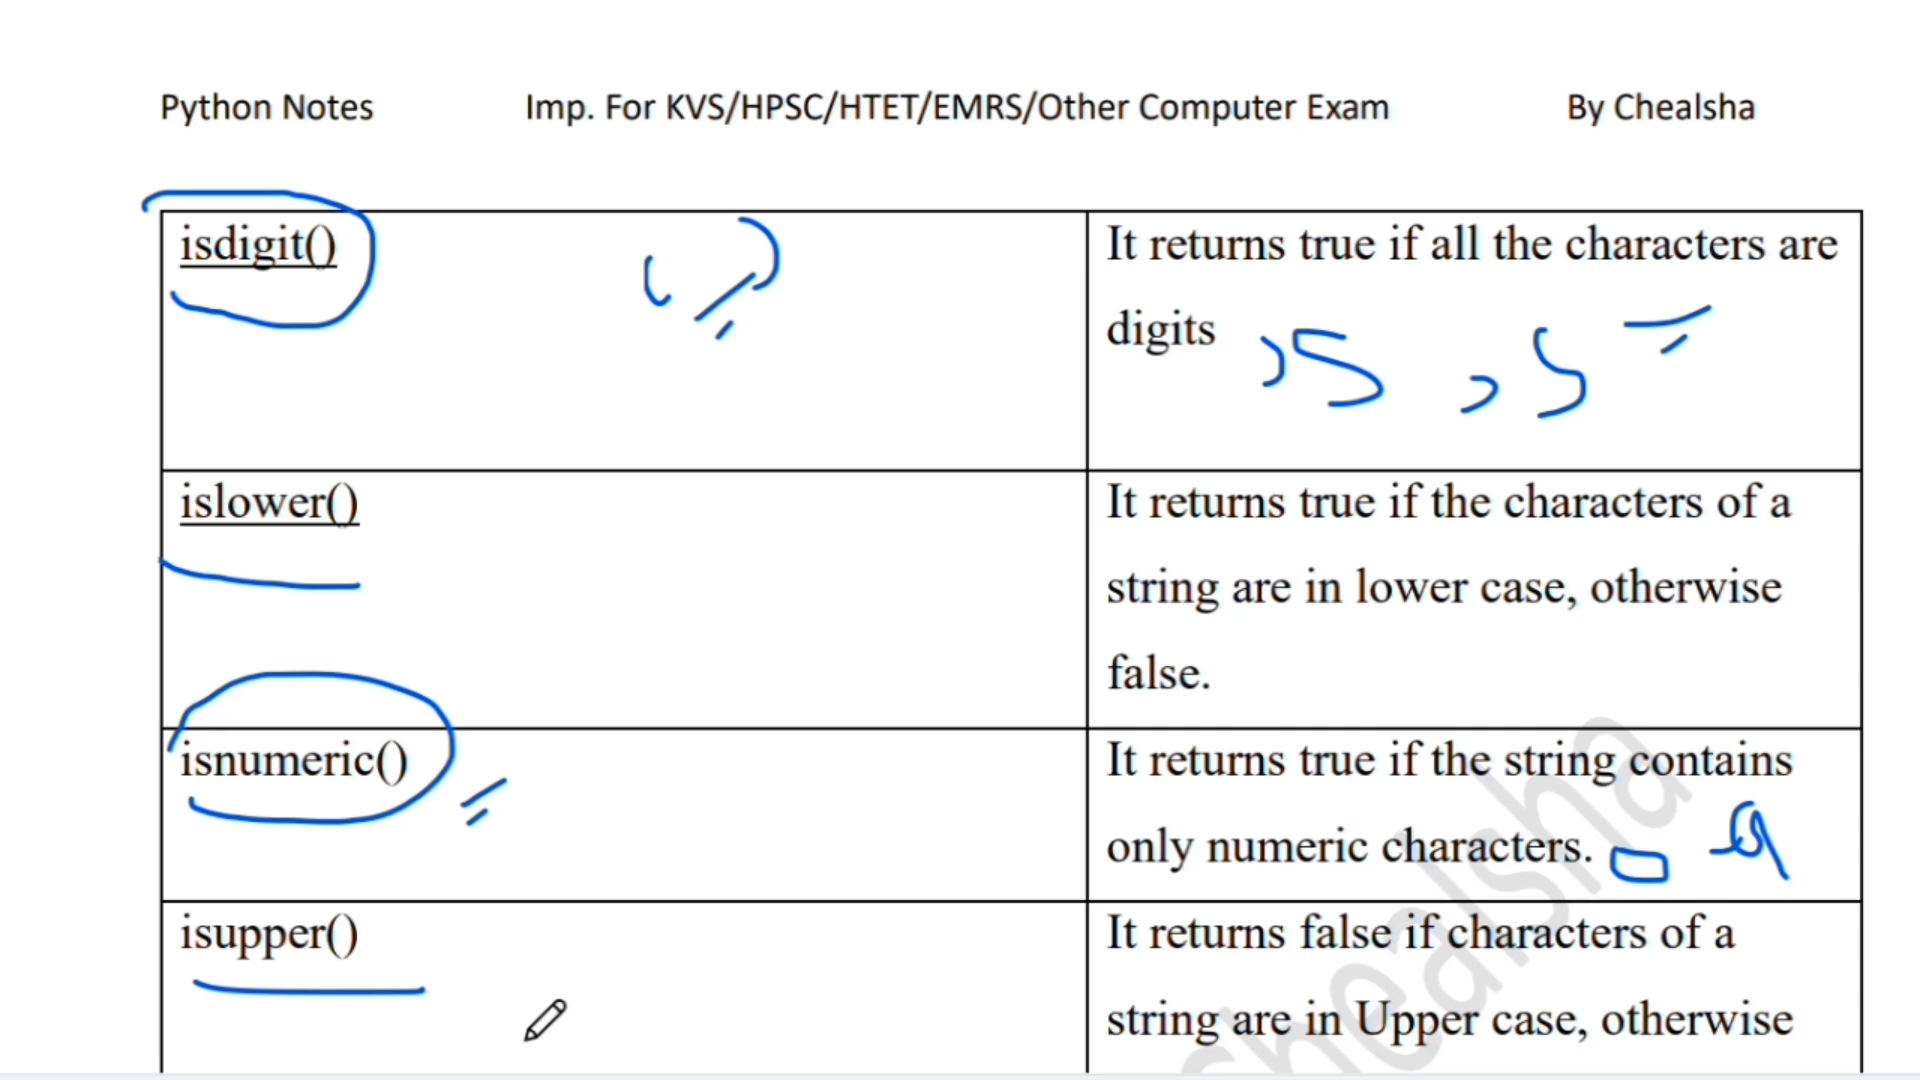 Python Notes Imp. For KVS/HPSC/HTET/EMRS/Other Computer Exam By Chealsha
isdigit()
It returns true if all the characters are
digits
islower()
It returns true if the characters of a
string are in lower case, otherwise
false.
isnumeric()
It returns true if the string contains
only numeric characters.
isupper()
It returns false if characters of a
string are in Upper case, otherwise
chealsha